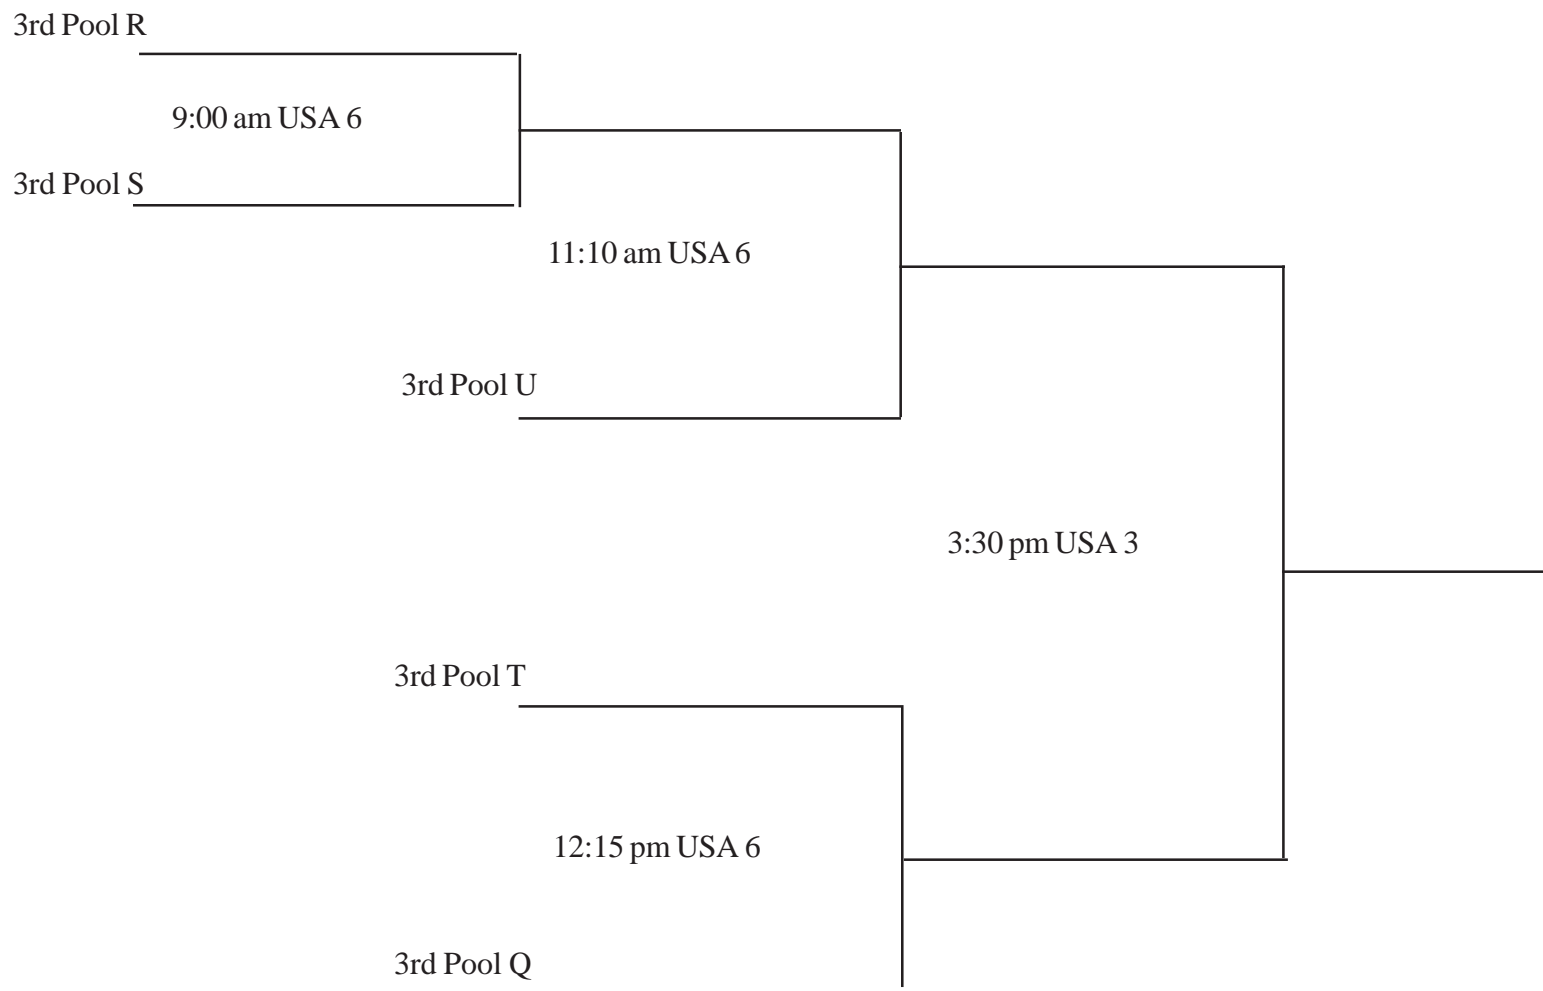 3rd Pool R
9:00 am USA 6
3rd Pool S
11:10 am USA 6
3rd Pool U
3:30 pm USA 3
3rd Pool T
12:15 pm USA 6
3rd Pool Q